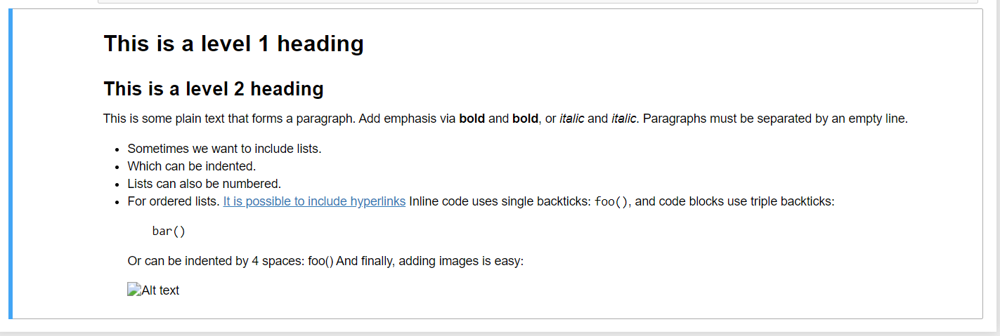 This is a level 1 heading
This is a level 2 heading
This is some plain text that forms a paragraph. Add emphasis via bold and bold, or italic and italic. Paragraphs must be separated by an empty line.
Sometimes we want to include lists.
Which can be indented.
Lists can also be numbered.
For ordered lists. It is possible to include hyperlinks Inline code uses single backticks: foo(), and code blocks use triple backticks:
bar()
Or can be indented by 4 spaces: foo() And finally, adding images is easy:
Alt text